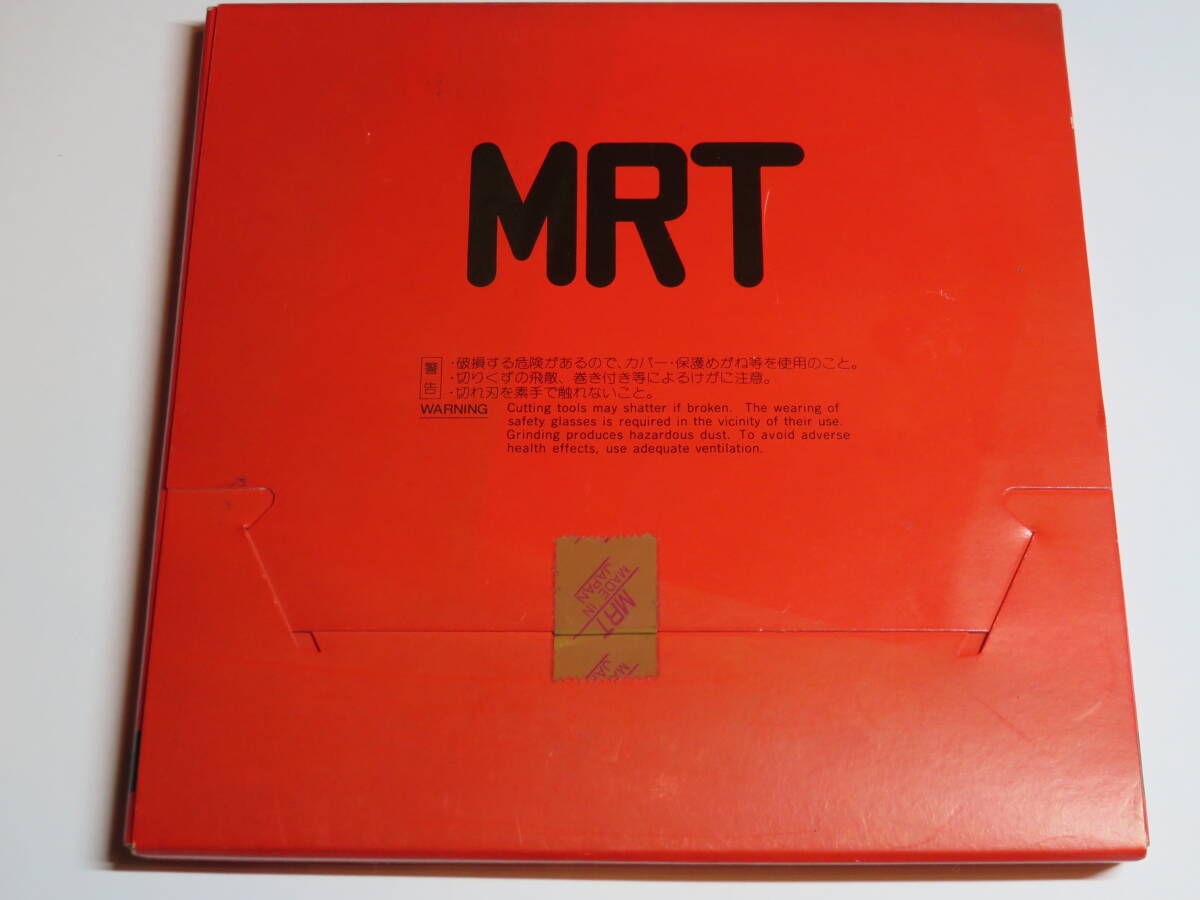 MRT
警告
・破損する危険があるので、カバー・保護めがね等を使用のこと。
・切りくずの飛散、巻き付き等によるけがに注意。
・切れ刃を素手で触れないこと。
WARNING
Cutting tools may shatter if broken. The wearing of
safety glasses is required in the vicinity of their use.
Grinding produces hazardous dust. To avoid adverse
health effects, use adequate ventilation.
MRT
MADE IN
JAPAN
MA
JA